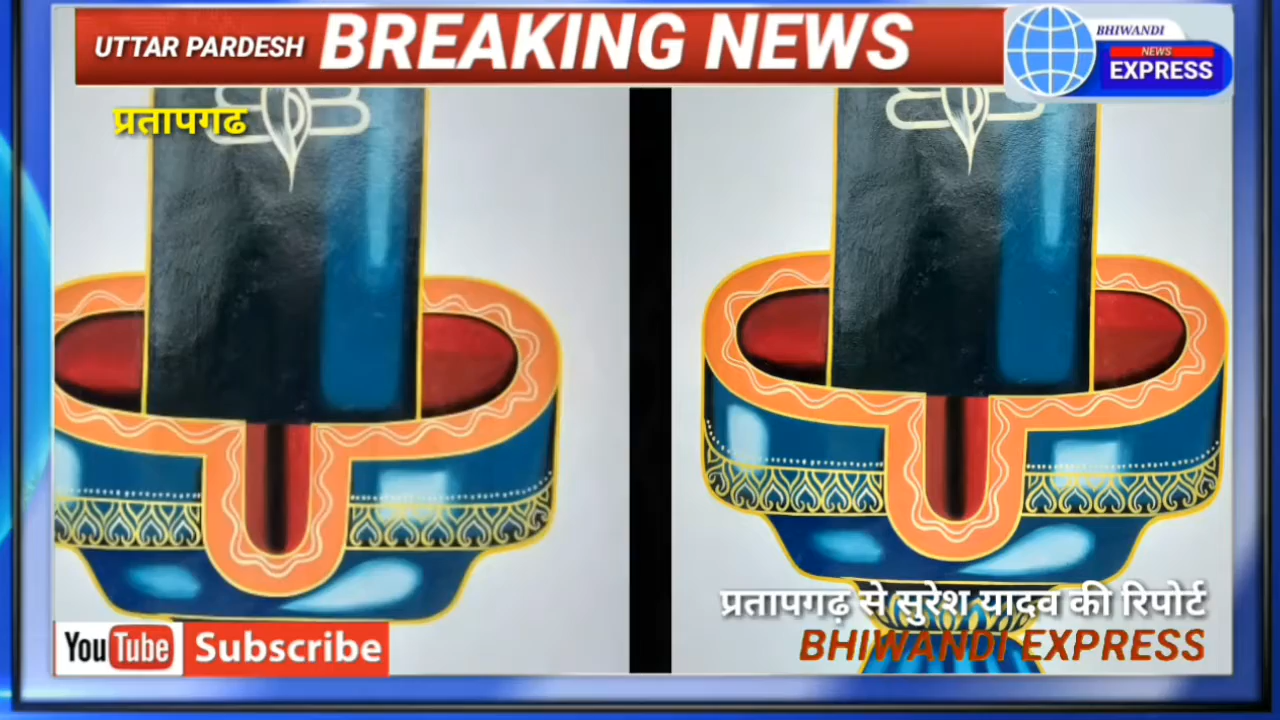 UTTAR PARDESH BREAKING NEWS
BHIWANDI
NEWS
EXPRESS
प्रतापगढ
प्रतापगढ़ से सुरेश यादव की रिपोर्ट
BHIWANDI EXPRESS
YouTube Subscribe